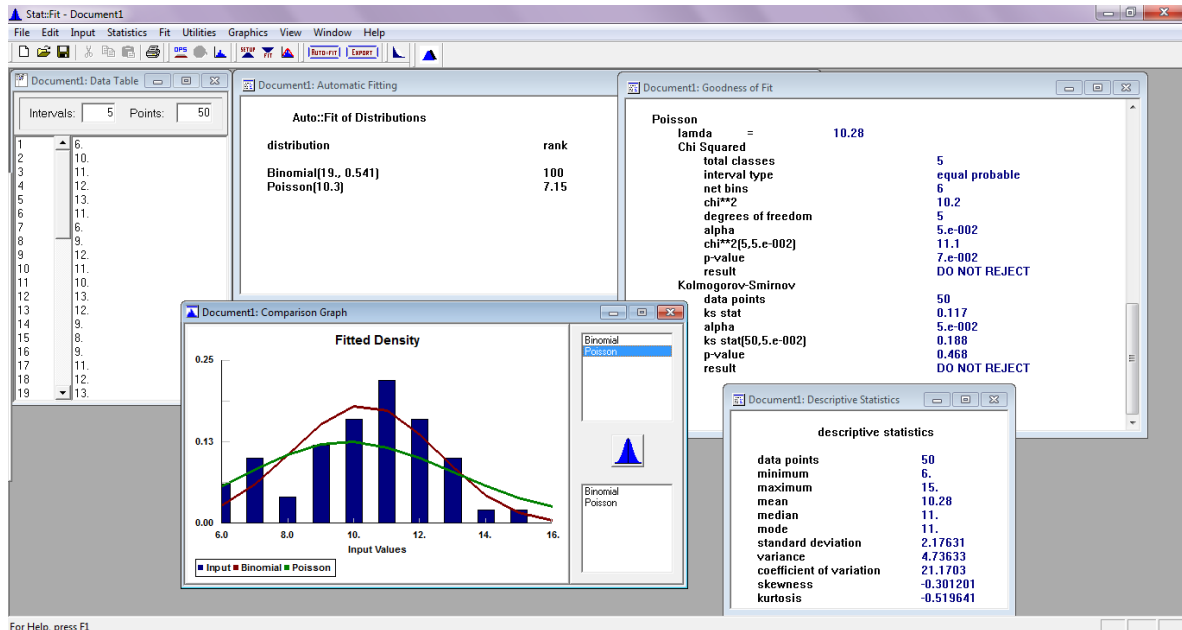 Stat::Fit - Document1
File Edit Input Statistics Fit Utilities Graphics View Window Help
OPS SETUP FIT AUTO-FIT EXPORT
Document1: Data Table
Intervals: 5 Points: 50
1 6.
2 10.
3 11.
4 12.
5 13.
6 11.
7 6.
8 9.
9 12.
10 11.
11 10.
12 13.
13 12.
14 9.
15 8.
16 9.
17 11.
18 12.
19 13.
Document1: Automatic Fitting
Auto::Fit of Distributions
distribution rank
Binomial(19., 0.541) 100
Poisson(10.3) 7.15
Document1: Goodness of Fit
Poisson
lamda = 10.28
Chi Squared
total classes 5
interval type equal probable
net bins 6
chi**2 10.2
degrees of freedom 5
alpha 5.e-002
chi**2(5,5.e-002) 11.1
p-value 7.e-002
result DO NOT REJECT
Kolmogorov-Smirnov
data points 50
ks stat 0.117
alpha 5.e-002
ks stat(50,5.e-002) 0.188
p-value 0.468
result DO NOT REJECT
Document1: Comparison Graph
Fitted Density
0.25
0.13
0.00
6.0 8.0 10. 12. 14. 16.
Input Values
Input Binomial Poisson
Binomial
Poisson
Binomial
Poisson
Document1: Descriptive Statistics
descriptive statistics
data points 50
minimum 6.
maximum 15.
mean 10.28
median 11.
mode 11.
standard deviation 2.17631
variance 4.73633
coefficient of variation 21.1703
skewness -0.301201
kurtosis -0.519641
For Help, press F1